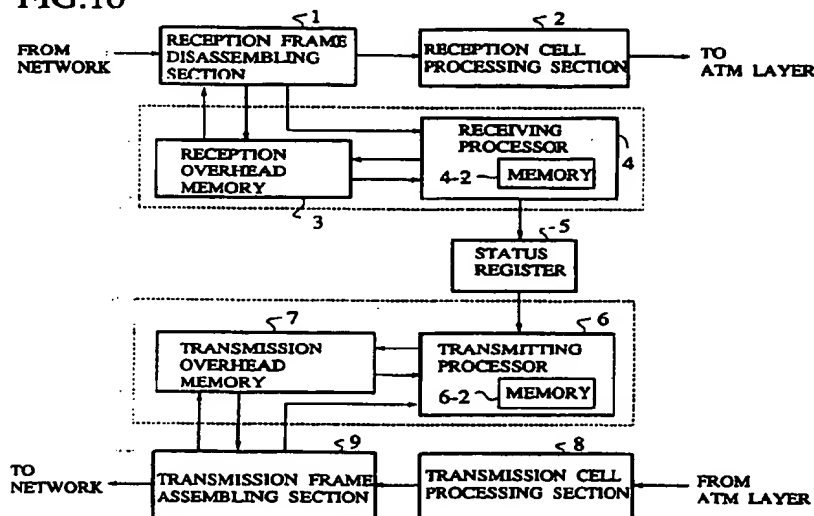 FIG.10
1
2
FROM
NETWORK
RECEPTION FRAME
DISASSEMBLING
SECTION
RECEPTION CELL
PROCESSING SECTION
TO
ATM LAYER
RECEPTION
OVERHEAD
MEMORY
3
RECEIVING
PROCESSOR
4-2
MEMORY
4
5
STATUS
REGISTER
7
6
TRANSMISSION
OVERHEAD
MEMORY
TRANSMITTING
PROCESSOR
6-2
MEMORY
9
8
TO
NETWORK
TRANSMISSION FRAME
ASSEMBLING SECTION
TRANSMISSION CELL
PROCESSING SECTION
FROM
ATM LAYER